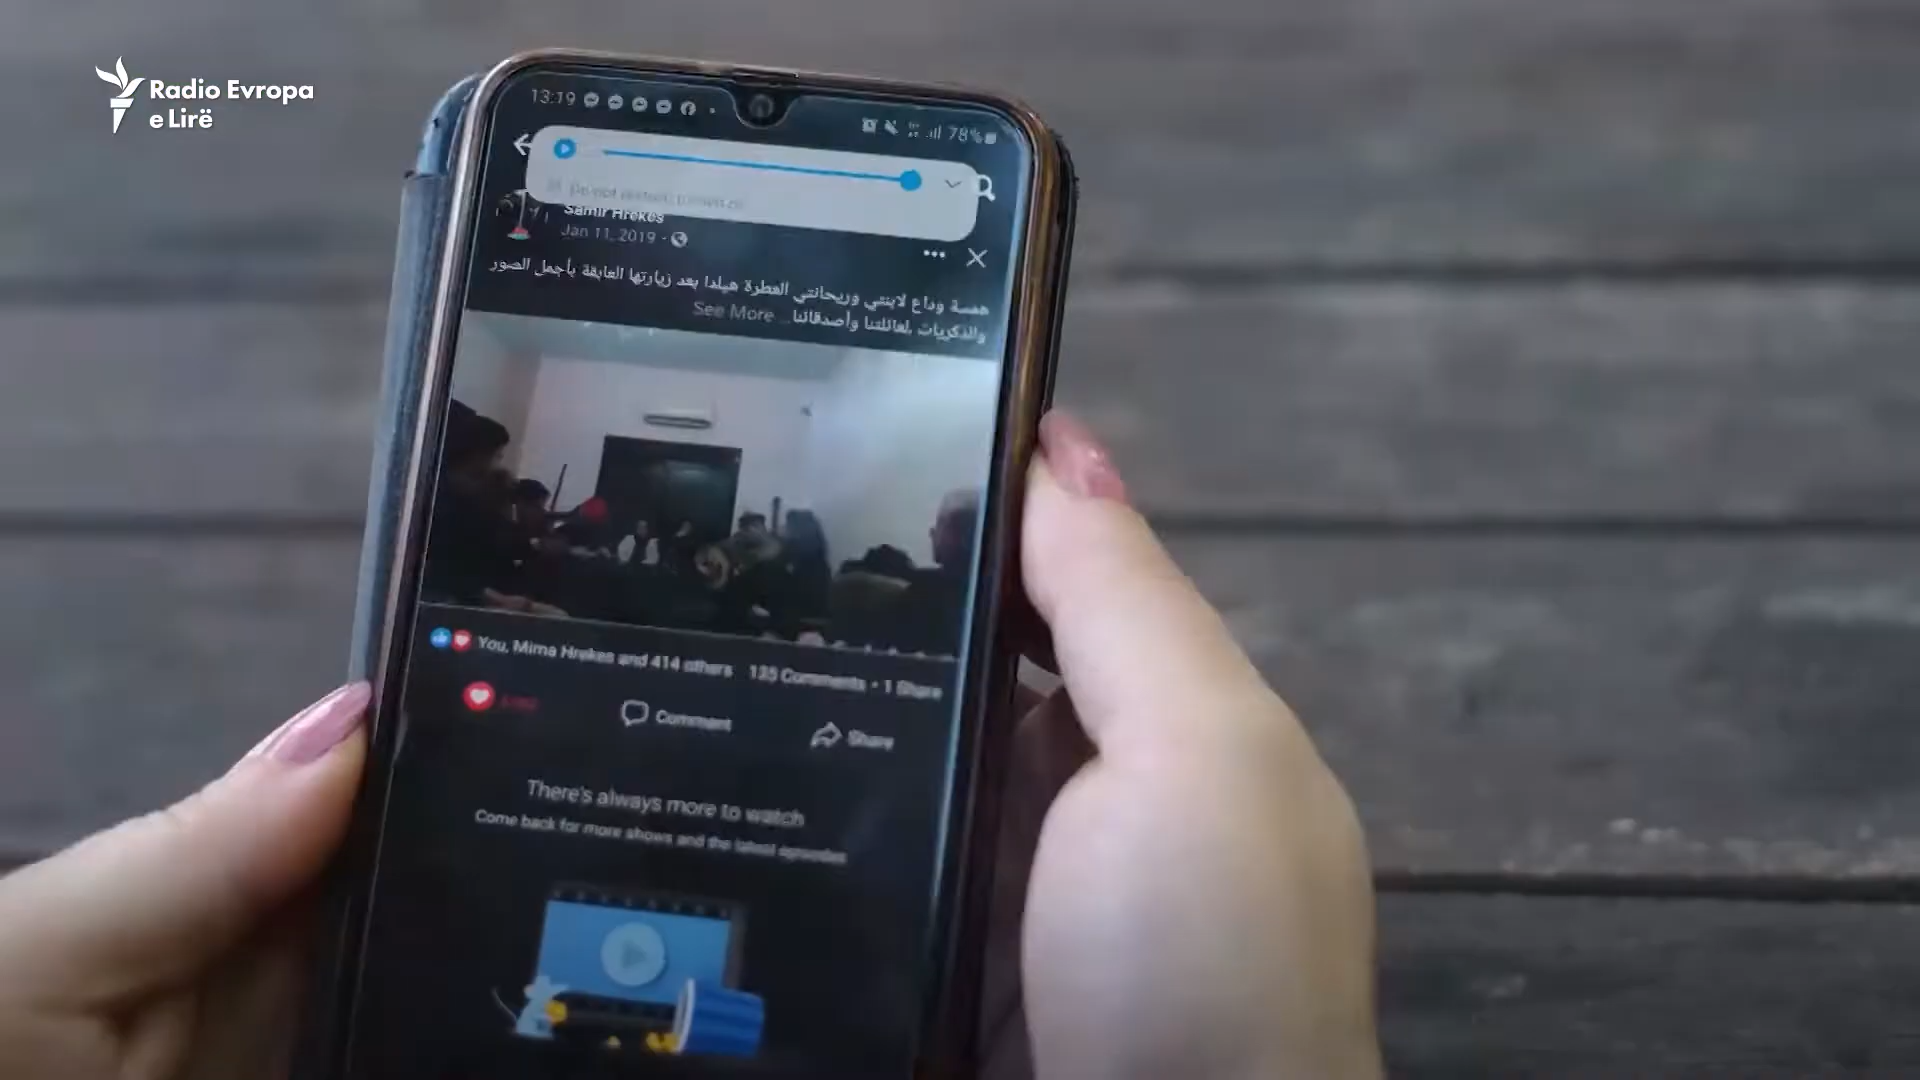 Radio Evropa
e Lirë
13:19
78%
Samir Hrekes
Jan 11, 2019
همسة وداع لابنتي وريحانتي العطرة هيلدا بعد زيارتها العابقة بأجمل الصور
والذكريات لعائلتنا وأصدقائنا... See More
You, Mirna Hrekes and 414 others 135 Comments • 1 Share
Comment Share
There's always more to watch
Come back for more shows and the latest episodes